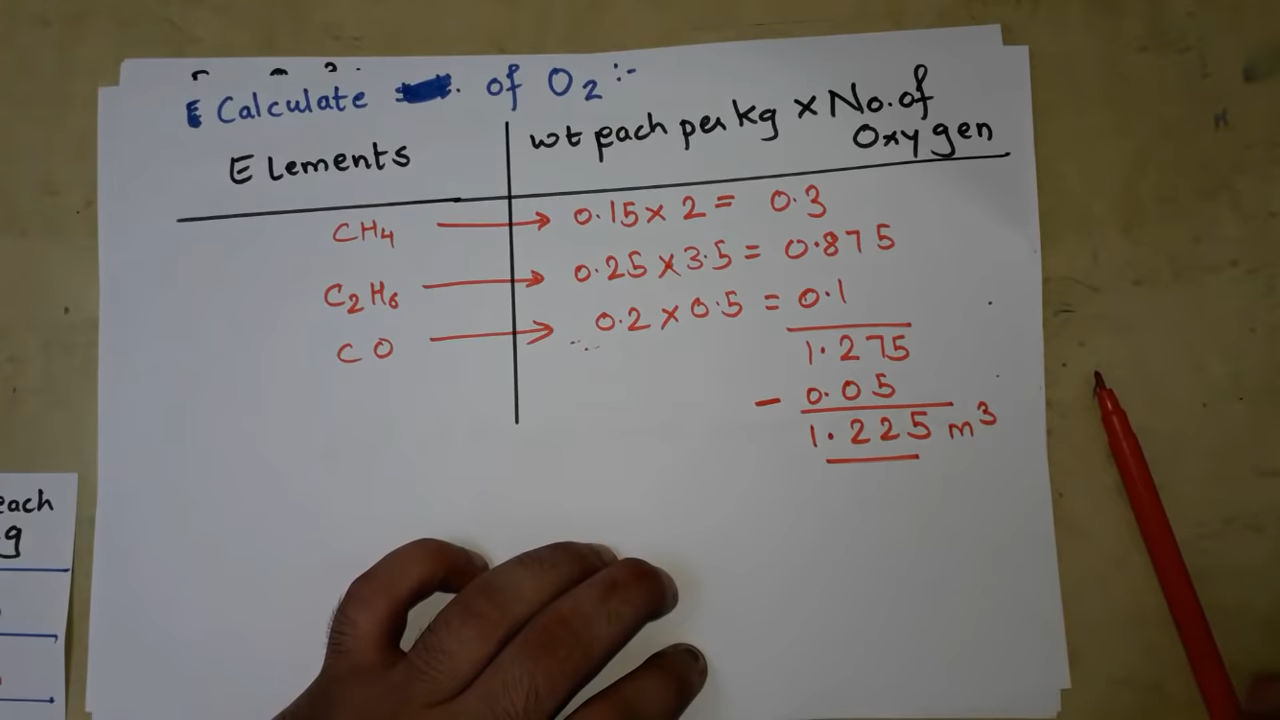 Calculate of O2 :-
Elements
wt each per kg × No. of
Oxygen
CH4 → 0.15 × 2 = 0.3
C2H6 → 0.25 × 3.5 = 0.875
CO → 0.2 × 0.5 = 0.1
1.275
- 0.05
1.225 m3
each
g